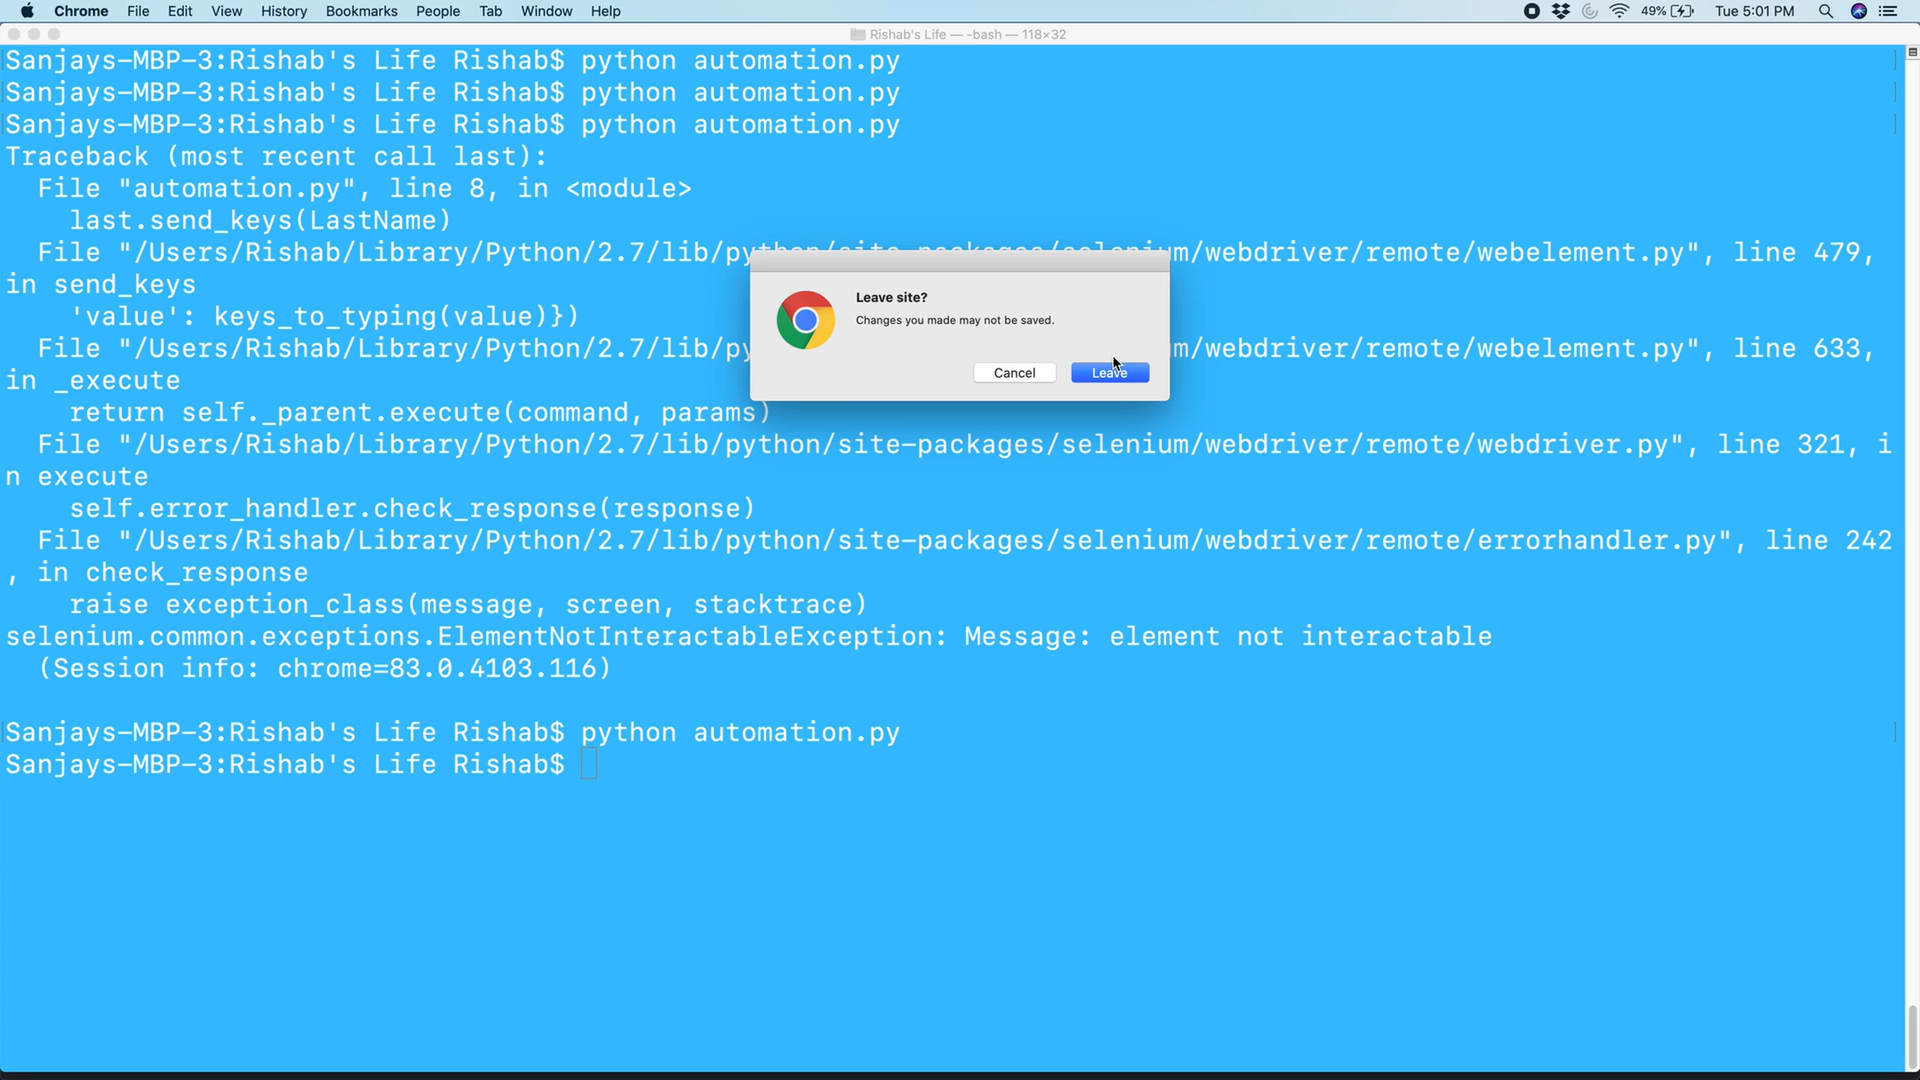 Chrome File Edit View History Bookmarks People Tab Window Help 49% Tue 5:01 PM
Rishab's Life — -bash — 118×32
Sanjays-MBP-3:Rishab's Life Rishab$ python automation.py
Sanjays-MBP-3:Rishab's Life Rishab$ python automation.py
Sanjays-MBP-3:Rishab's Life Rishab$ python automation.py
Traceback (most recent call last):
  File "automation.py", line 8, in <module>
    last.send_keys(LastName)
  File "/Users/Rishab/Library/Python/2.7/lib/python/site-packages/selenium/webdriver/remote/webelement.py", line 479,
in send_keys
    'value': keys_to_typing(value)})
  File "/Users/Rishab/Library/Python/2.7/lib/py m/webdriver/remote/webelement.py", line 633,
in _execute
    return self._parent.execute(command, params)
  File "/Users/Rishab/Library/Python/2.7/lib/python/site-packages/selenium/webdriver/remote/webdriver.py", line 321, i
n execute
    self.error_handler.check_response(response)
  File "/Users/Rishab/Library/Python/2.7/lib/python/site-packages/selenium/webdriver/remote/errorhandler.py", line 242
, in check_response
    raise exception_class(message, screen, stacktrace)
selenium.common.exceptions.ElementNotInteractableException: Message: element not interactable
  (Session info: chrome=83.0.4103.116)
Sanjays-MBP-3:Rishab's Life Rishab$ python automation.py
Sanjays-MBP-3:Rishab's Life Rishab$
Leave site?
Changes you made may not be saved.
Cancel Leave